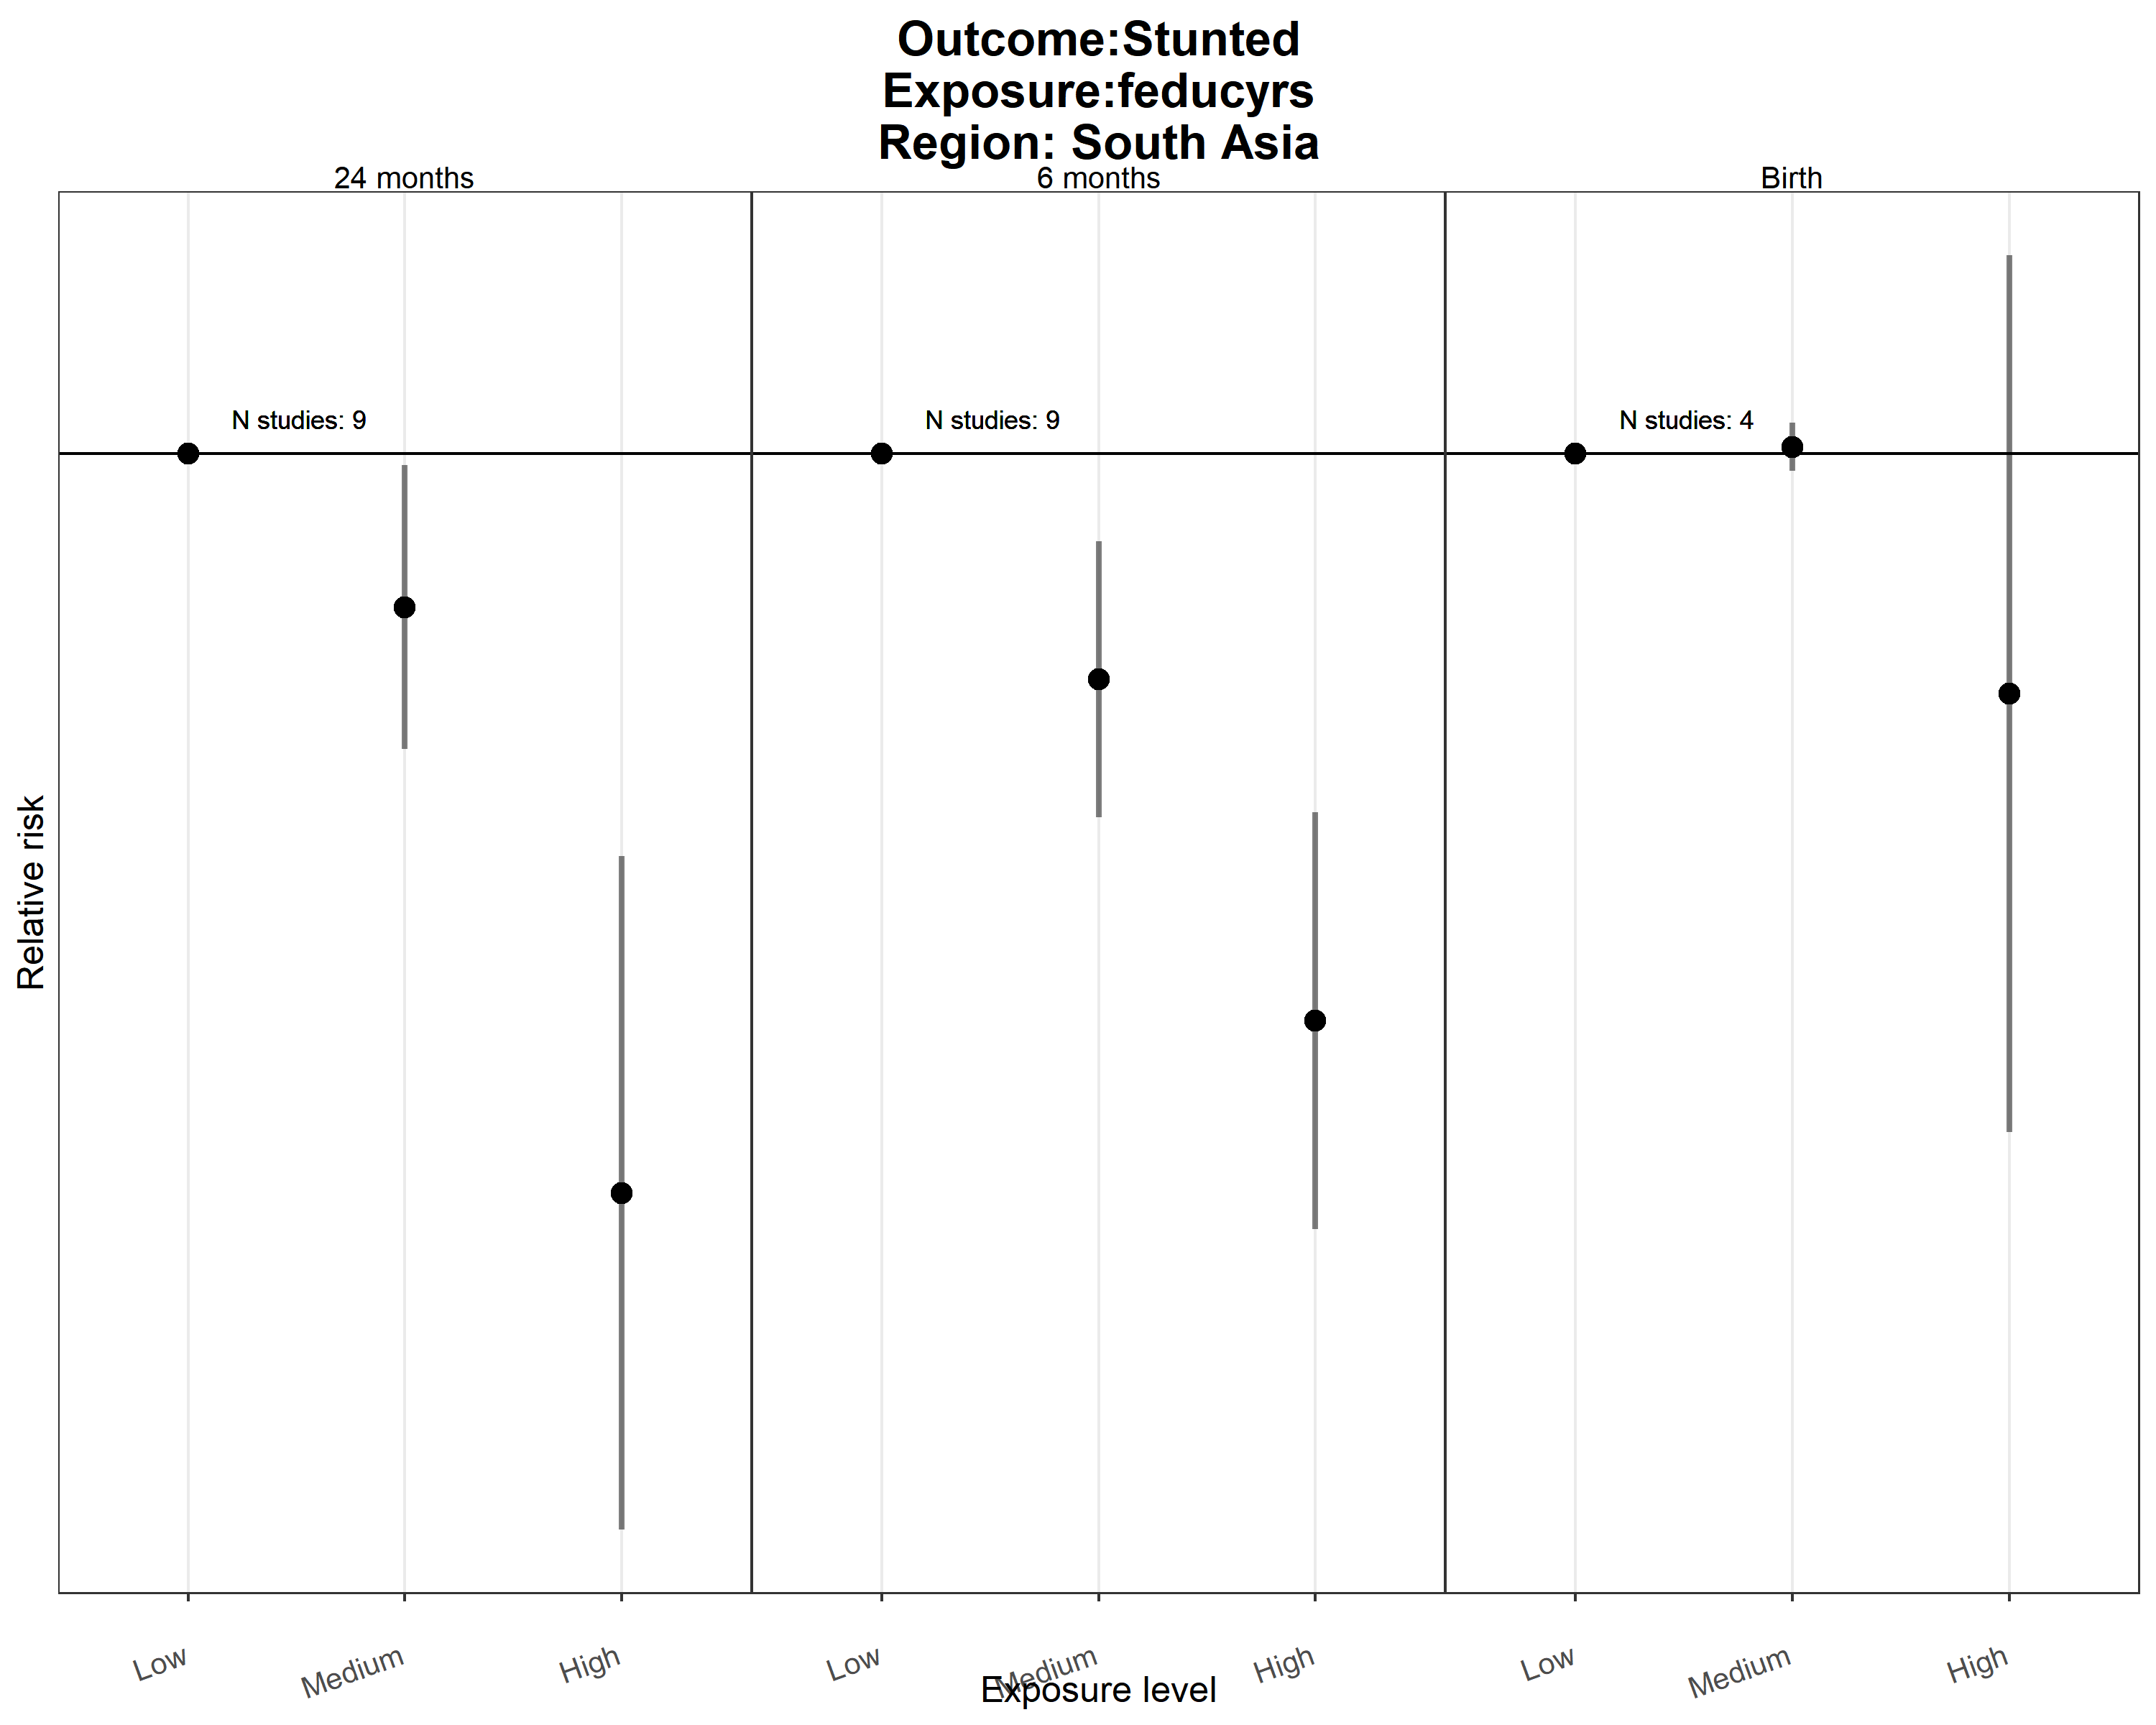 Outcome:Stunted
Exposure:feducyrs
Region: South Asia
24 months
6 months
Birth
N studies: 9
N studies: 9
N studies: 4
Relative risk
Low
Medium
High
Low
Medium
High
Low
Medium
High
Exposure level